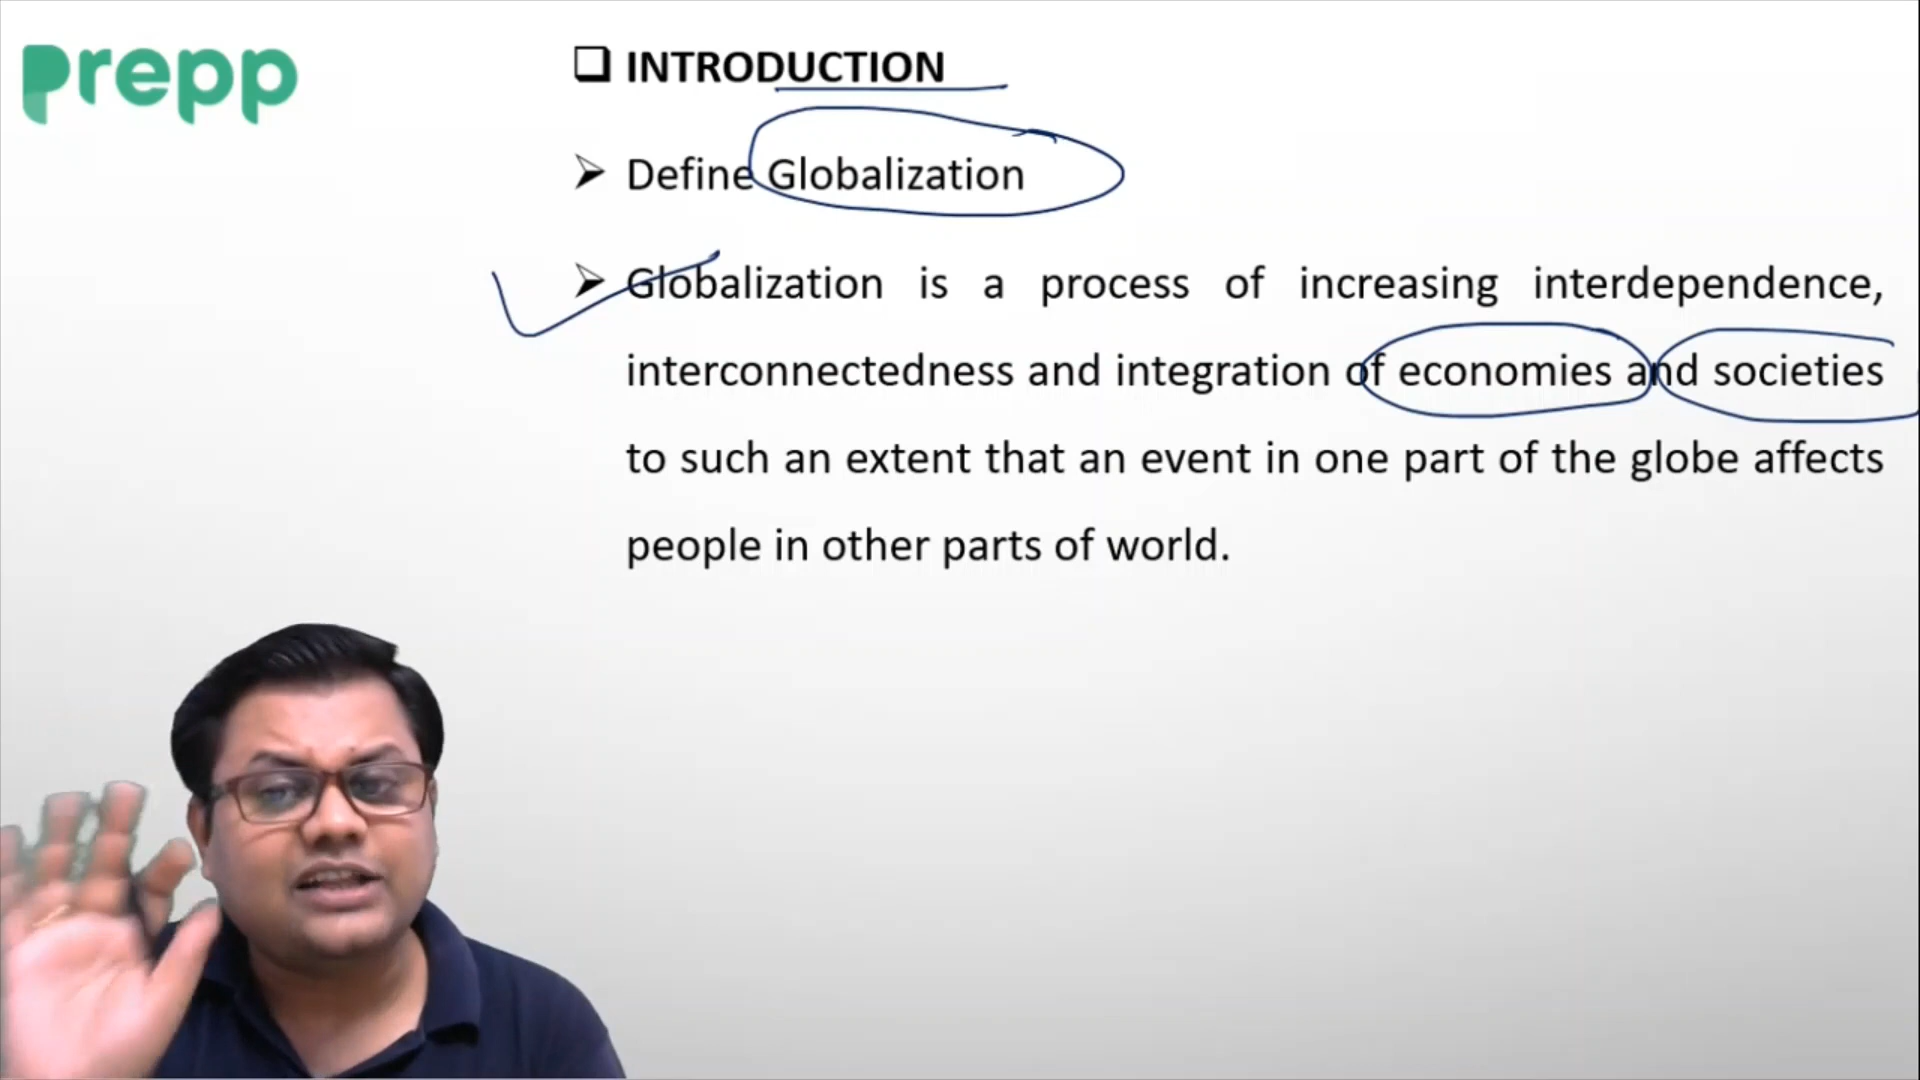 prepp
INTRODUCTION
Define Globalization
Globalization is a process of increasing interdependence,
interconnectedness and integration of economies and societies
to such an extent that an event in one part of the globe affects
people in other parts of world.